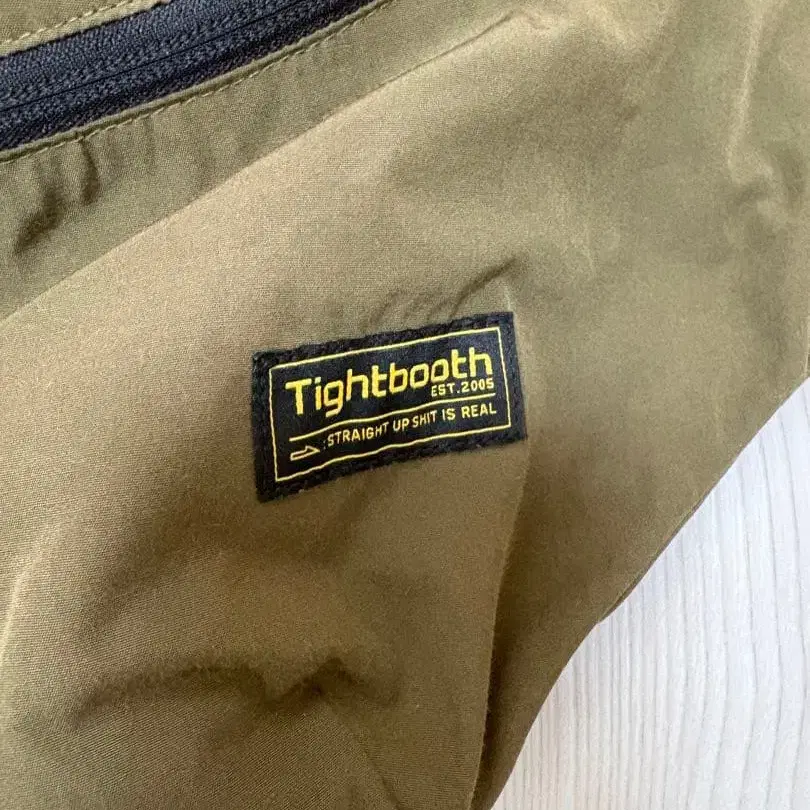 Tightbooth
EST.2005
:STRAIGHT UP SHIT IS REAL